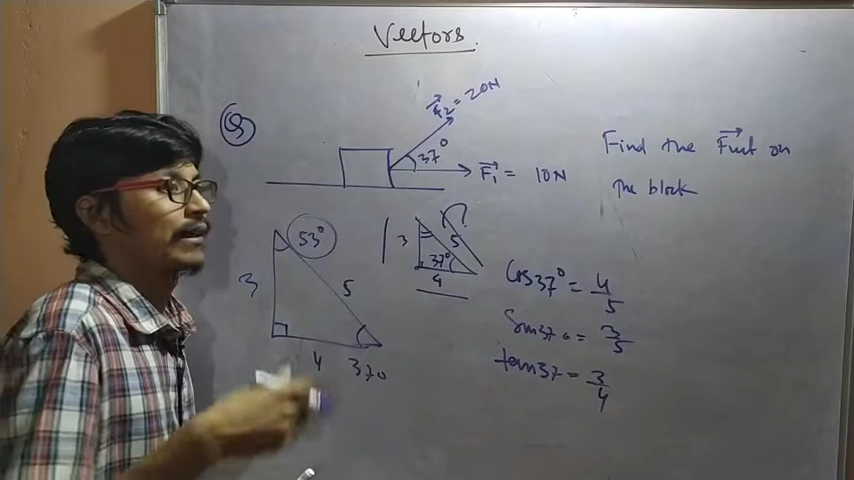 Vectors.
Q
F₂ = 20N
37°
F₁ = 10N
Find the Fnet on
the block
53°
3
5
4
37°
3
5
37°
4
Cos37° = 4/5
Sin37° = 3/5
tan37 = 3/4